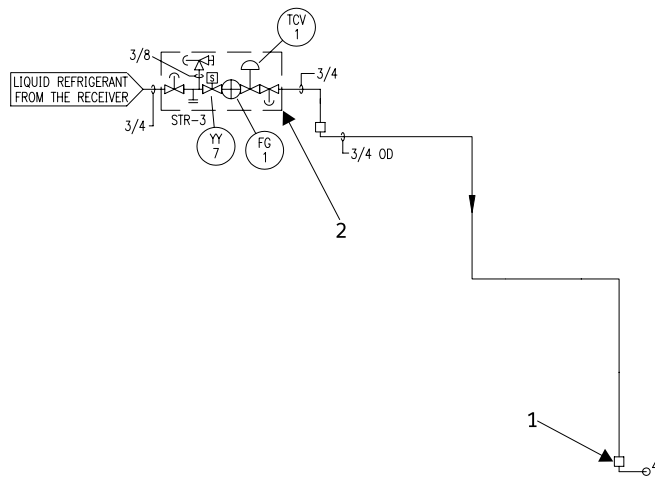 TCV
1
3/8
S
LIQUID REFRIGERANT
FROM THE RECEIVER
3/4
3/4
STR-3
YY
7
FG
1
3/4 OD
2
1
4